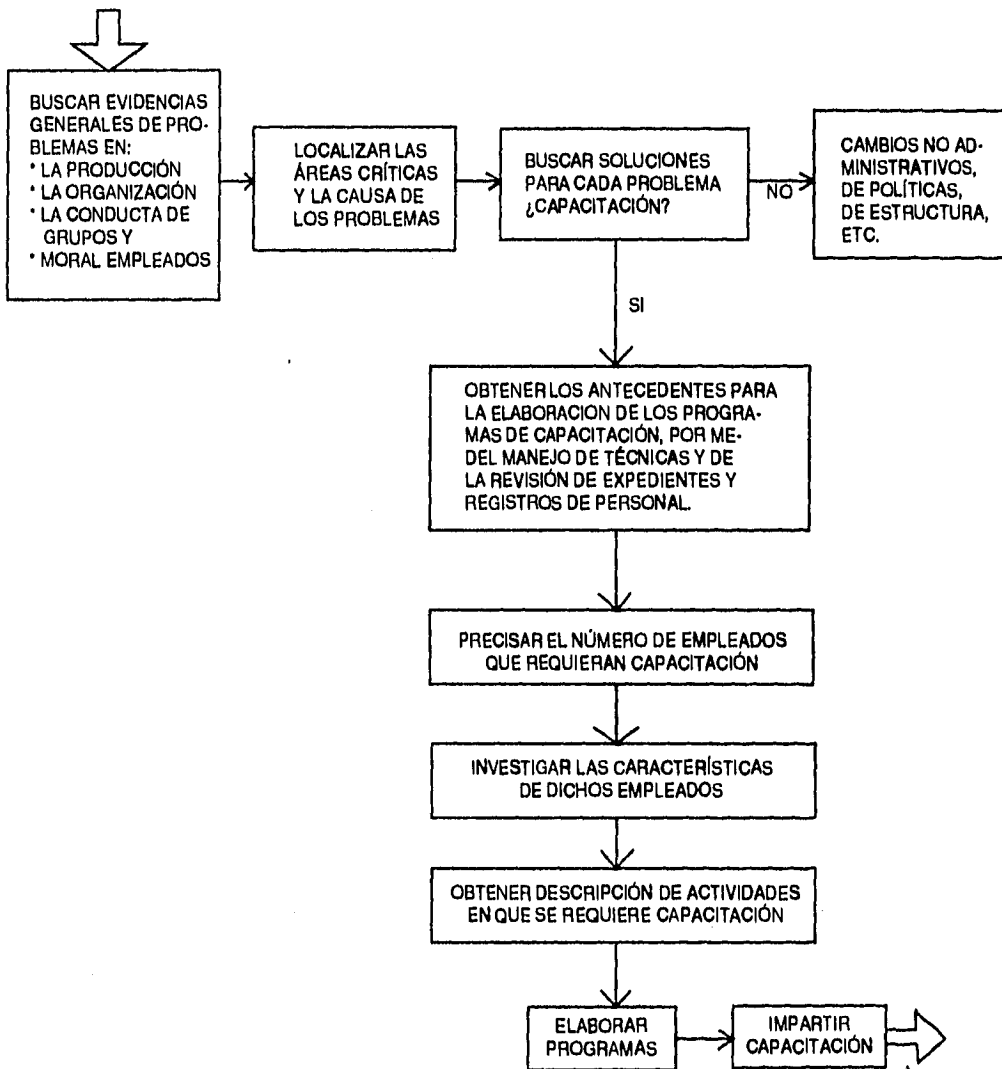 BUSCAR EVIDENCIAS
GENERALES DE PRO-
BLEMAS EN:
* LA PRODUCCIÓN
* LA ORGANIZACIÓN
* LA CONDUCTA DE
GRUPOS Y
* MORAL EMPLEADOS
LOCALIZAR LAS
ÁREAS CRÍTICAS
Y LA CAUSA DE
LOS PROBLEMAS
BUSCAR SOLUCIONES
PARA CADA PROBLEMA
¿CAPACITACIÓN?
NO
CAMBIOS NO AD-
MINISTRATIVOS,
DE POLÍTICAS,
DE ESTRUCTURA,
ETC.
SI
OBTENER LOS ANTECEDENTES PARA
LA ELABORACION DE LOS PROGRA-
MAS DE CAPACITACIÓN, POR ME-
DEL MANEJO DE TÉCNICAS Y DE
LA REVISIÓN DE EXPEDIENTES Y
REGISTROS DE PERSONAL.
PRECISAR EL NÚMERO DE EMPLEADOS
QUE REQUIERAN CAPACITACIÓN
INVESTIGAR LAS CARACTERÍSTICAS
DE DICHOS EMPLEADOS
OBTENER DESCRIPCIÓN DE ACTIVIDADES
EN QUE SE REQUIERE CAPACITACIÓN
ELABORAR
PROGRAMAS
IMPARTIR
CAPACITACIÓN